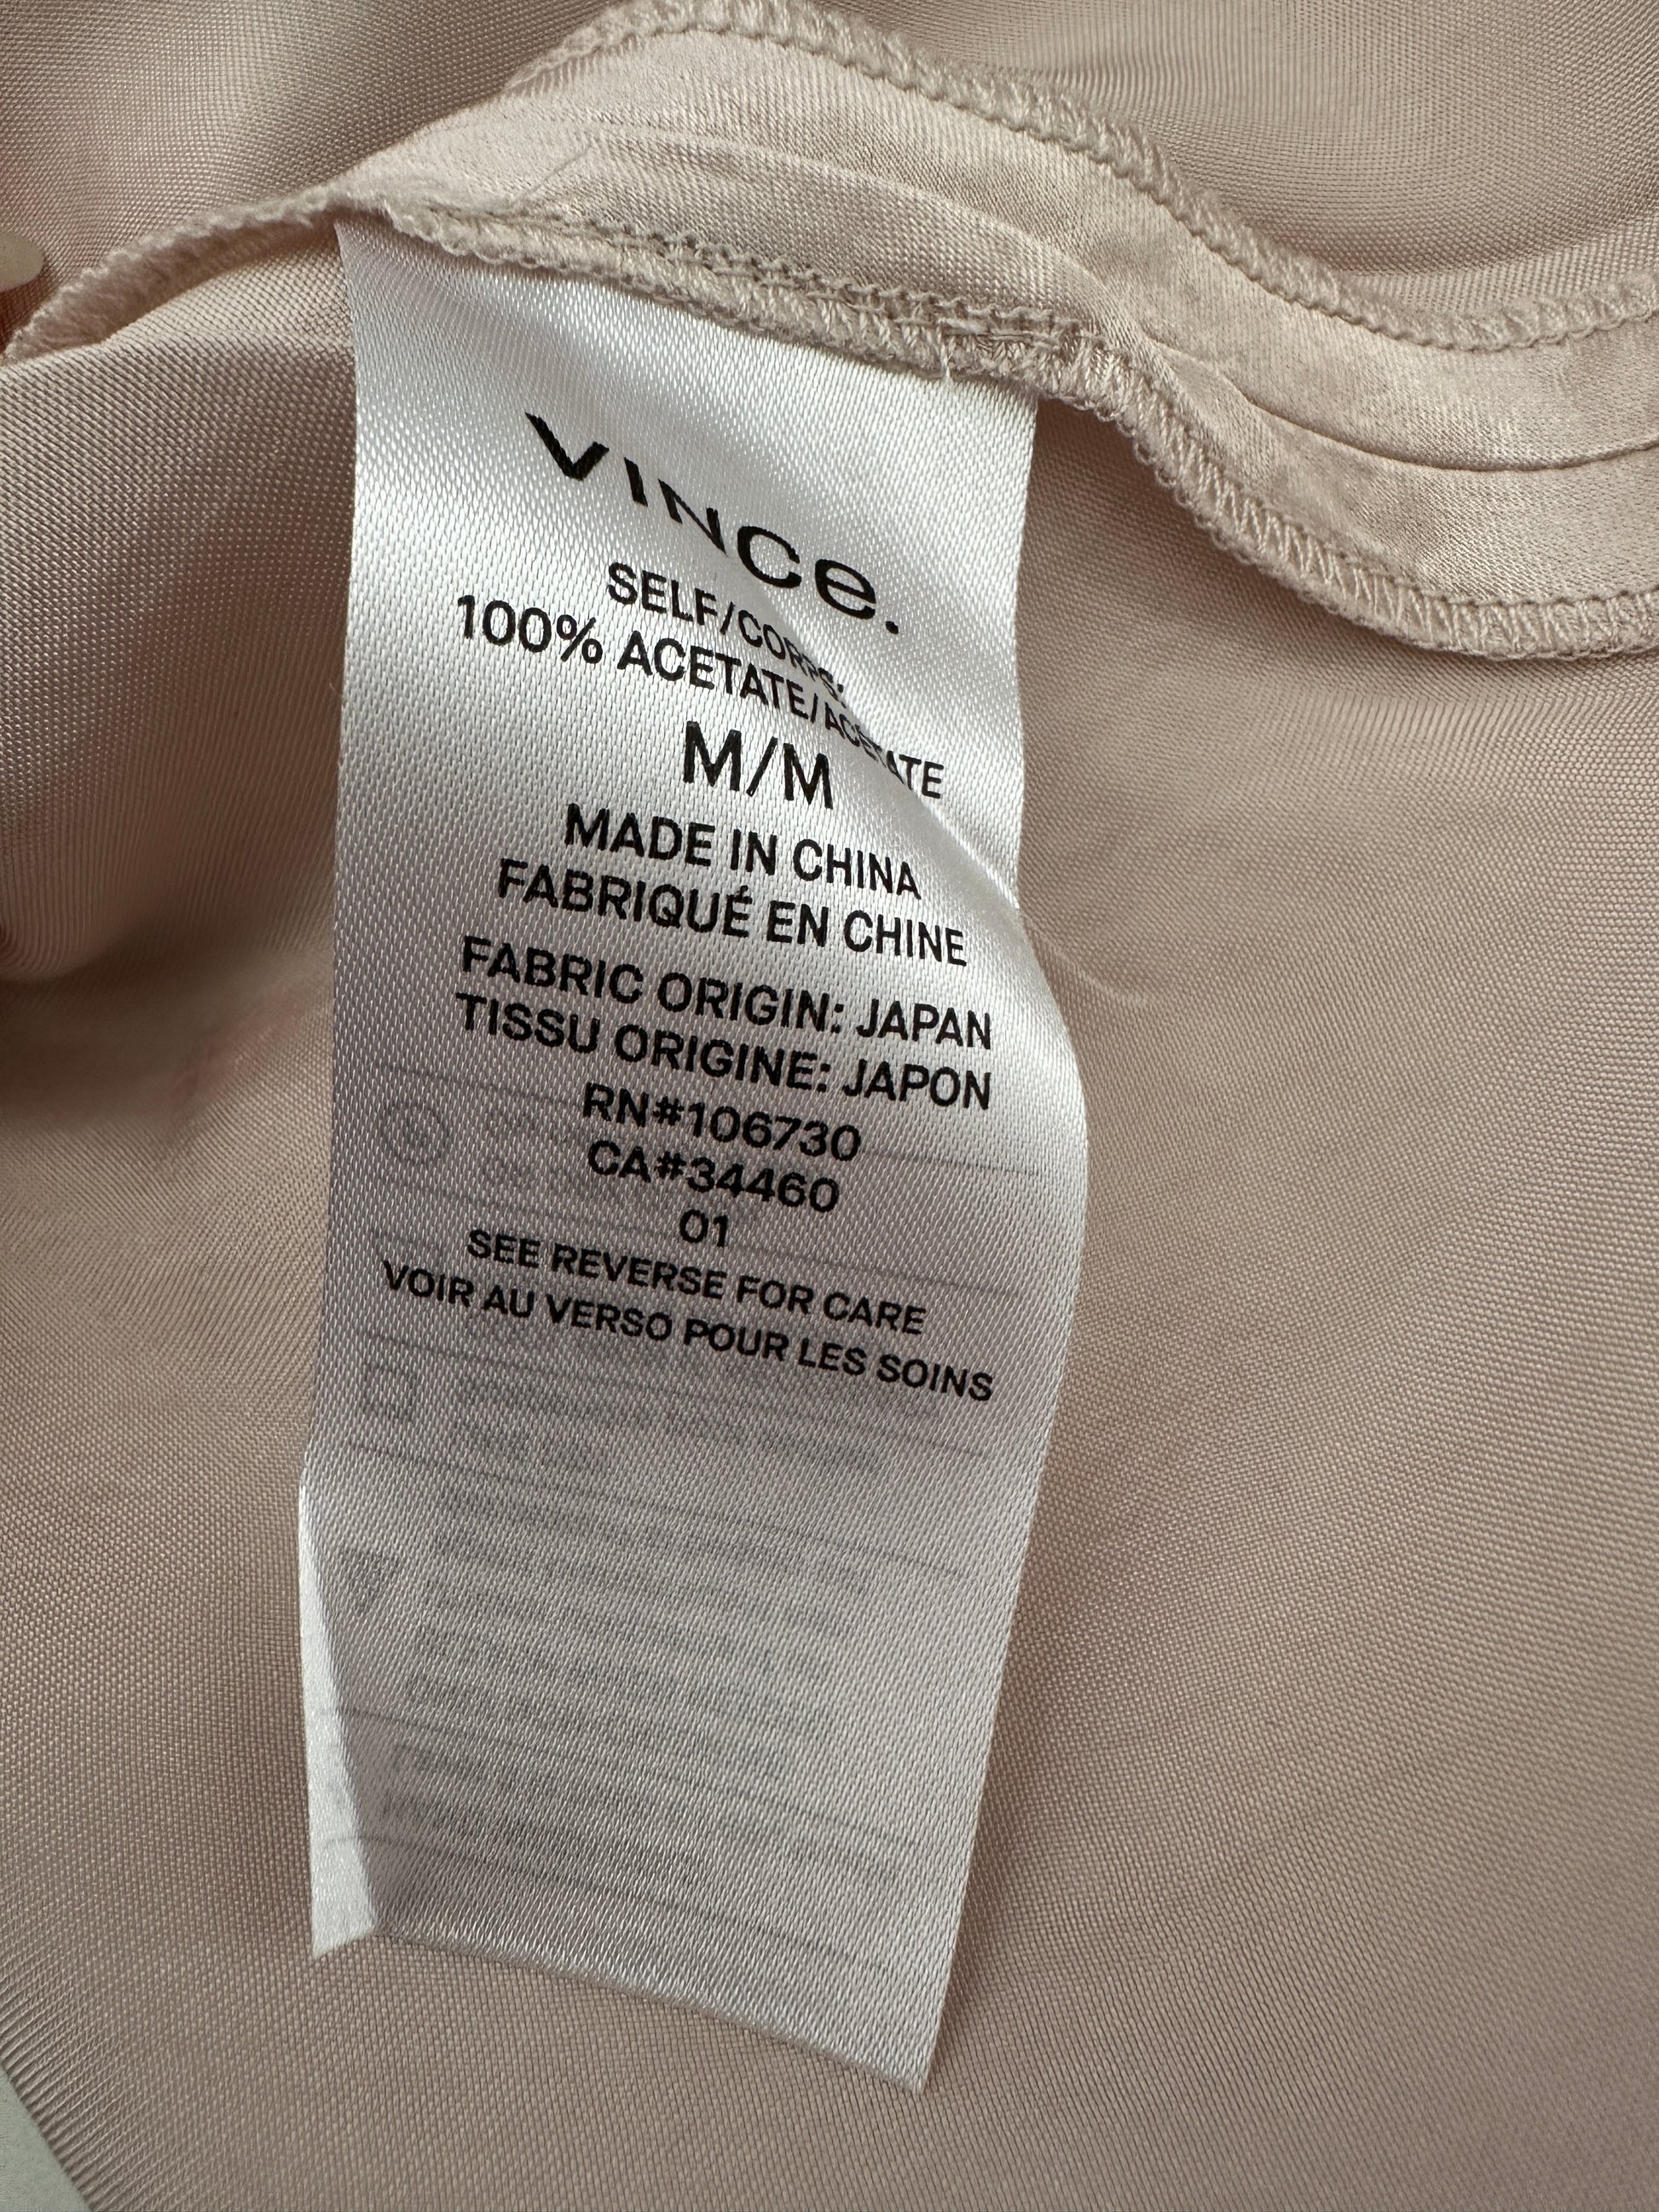 VINCe.
SELF/CORPS:
100% ACETATE/ACETATE
M/M
MADE IN CHINA
FABRIQUÉ EN CHINE
FABRIC ORIGIN: JAPAN
TISSU ORIGINE: JAPON
RN#106730
CA#34460
01
SEE REVERSE FOR CARE
VOIR AU VERSO POUR LES SOINS